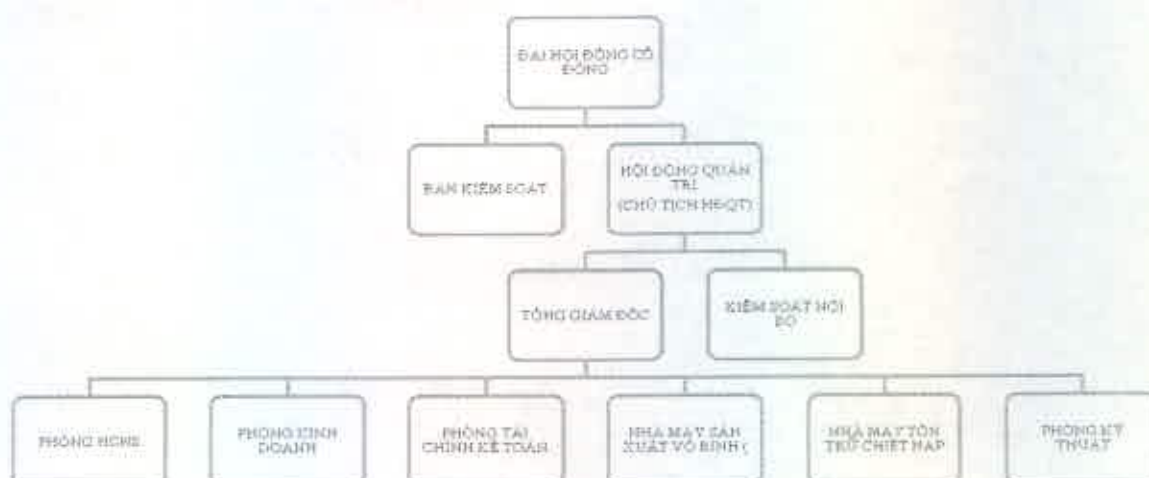 ĐẠI HỘI ĐỒNG CỔ
ĐÔNG
BAN KIỂM SOÁT
HỘI ĐỒNG QUẢN
TRỊ
(CHỦ TỊCH HĐQT)
TỔNG GIÁM ĐỐC
KIỂM SOÁT NỘI
BỘ
PHÒNG HCNS
PHÒNG KINH
DOANH
PHÒNG TÀI
CHÍNH KẾ TOÁN
NHÀ MÁY SẢN
XUẤT VỎ BÌNH (
NHÀ MÁY TỒN
TRỮ CHIẾT NẠP
PHÒNG KỸ
THUẬT